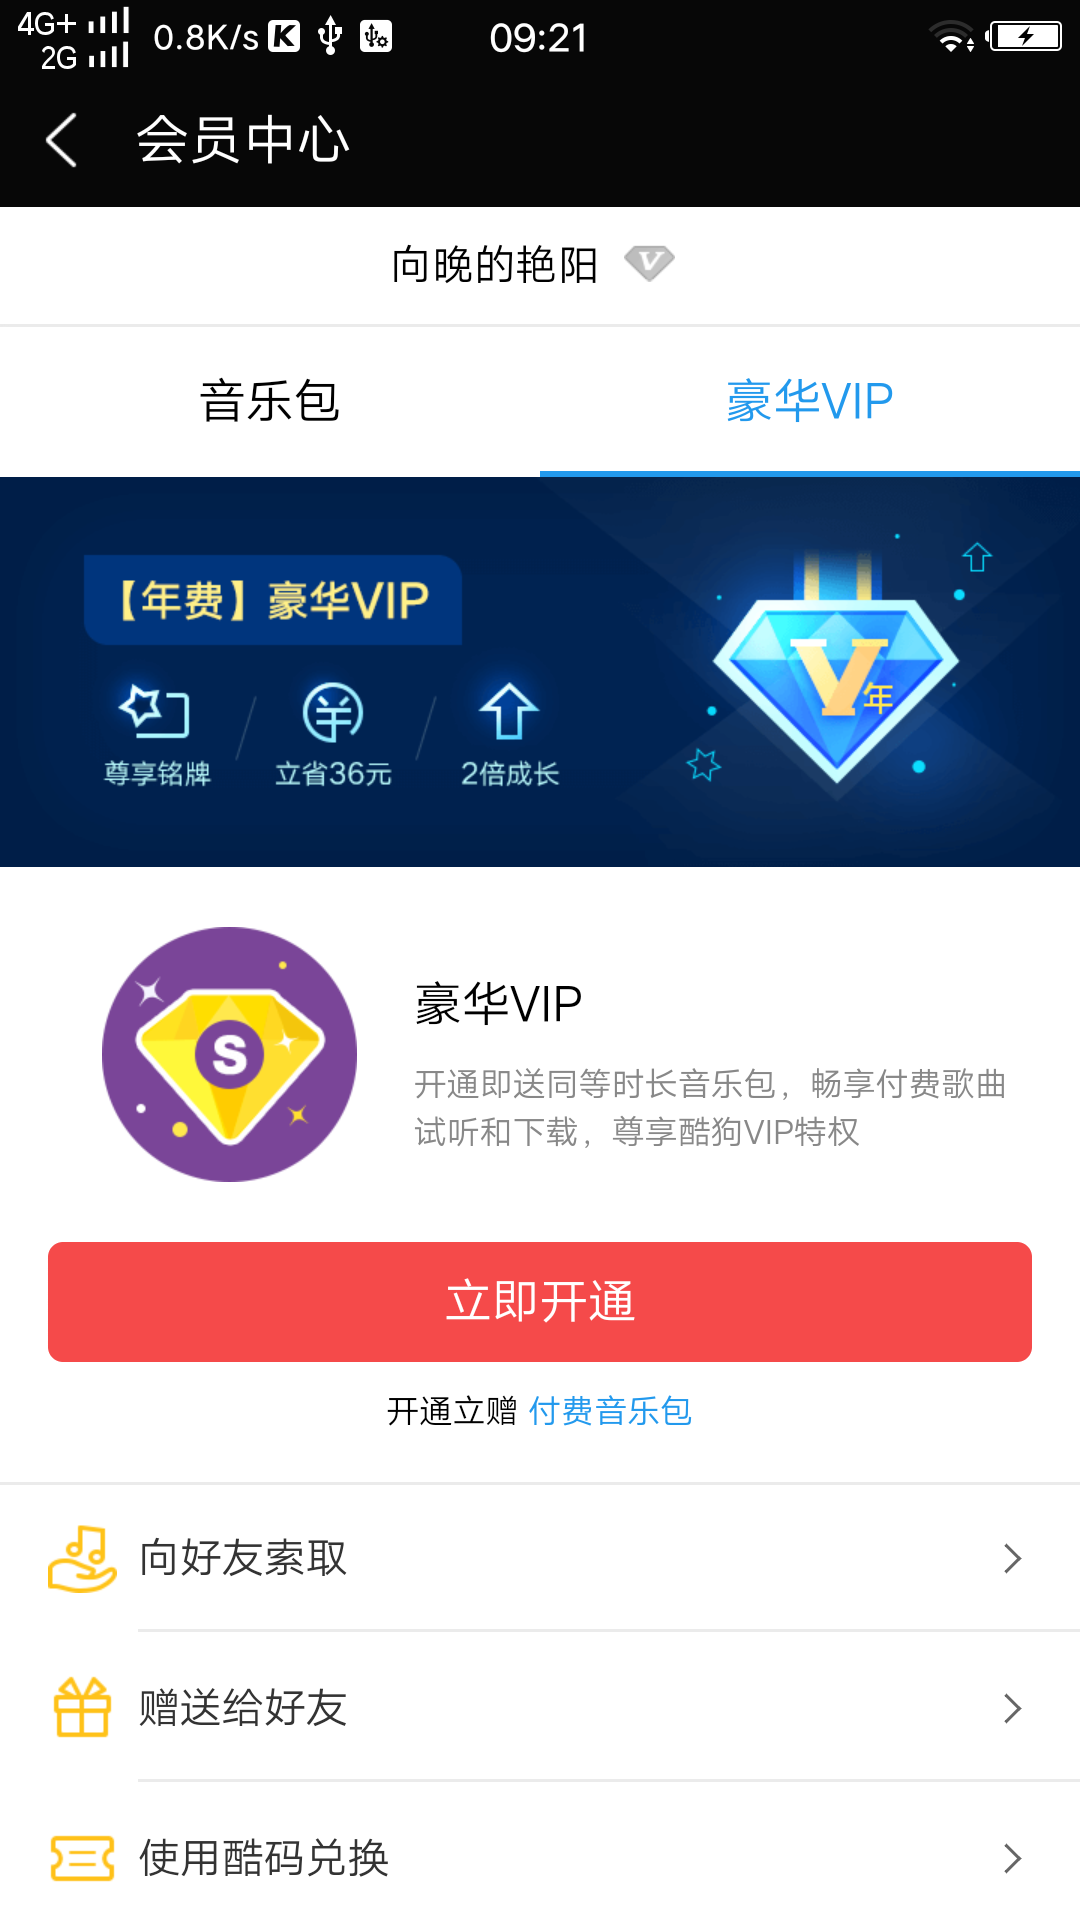 4G+
2G
0.8K/s K
09:21
会员中心
向晚的艳阳 V
音乐包
豪华VIP
【年费】豪华VIP
V年
尊享铭牌
立省36元
2倍成长
S
豪华VIP
开通即送同等时长音乐包，畅享付费歌曲
试听和下载，尊享酷狗VIP特权
立即开通
开通立赠 付费音乐包
向好友索取
赠送给好友
使用酷码兑换